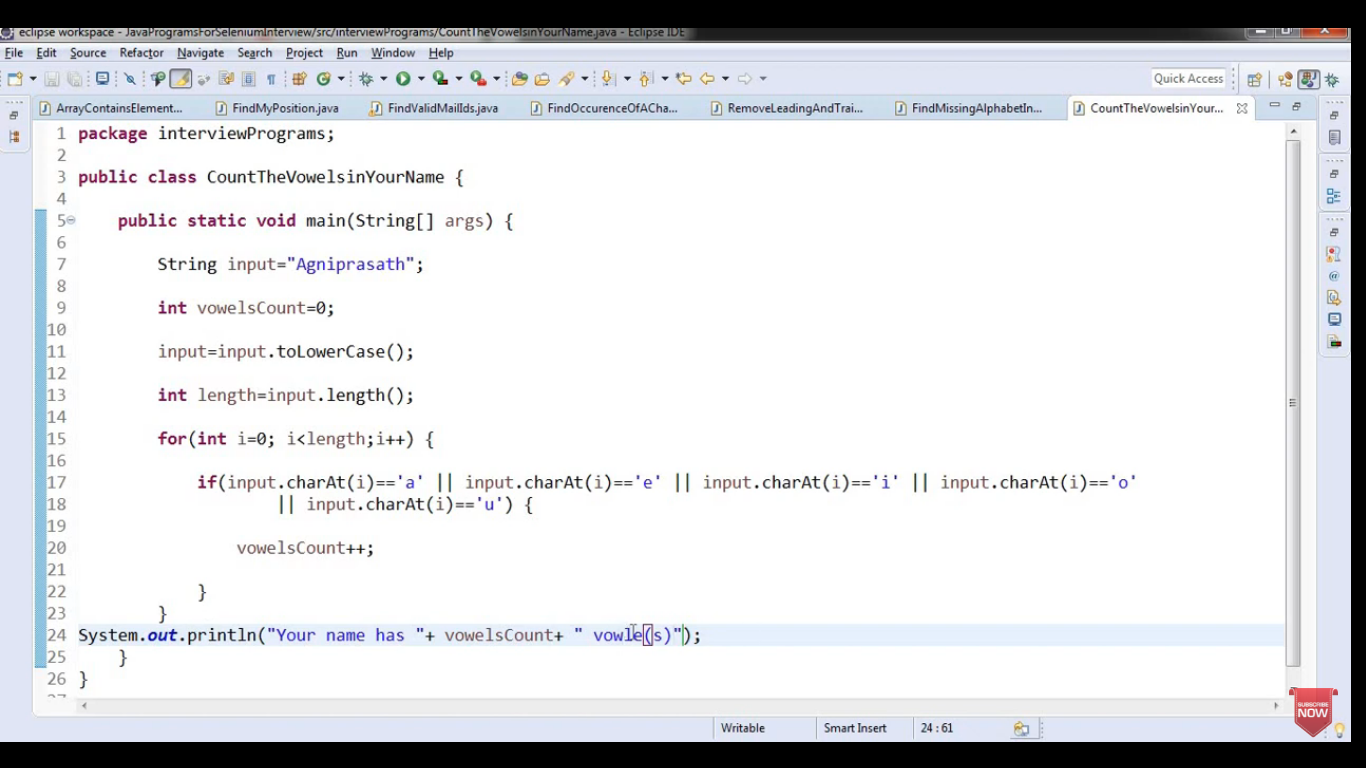 eclipse workspace - JavaProgramsForSeleniumInterview/src/interviewPrograms/CountTheVowelsinYourName.java - Eclipse IDE
File Edit Source Refactor Navigate Search Project Run Window Help
Quick Access
ArrayContainsElement... FindMyPosition.java FindValidMailIds.java FindOccurenceOfACha... RemoveLeadingAndTrai... FindMissingAlphabetIn... CountTheVowelsinYour...
1 package interviewPrograms;
2
3 public class CountTheVowelsinYourName {
4
5 public static void main(String[] args) {
6
7 String input="Agniprasath";
8
9 int vowelsCount=0;
10
11 input=input.toLowerCase();
12
13 int length=input.length();
14
15 for(int i=0; i<length;i++) {
16
17 if(input.charAt(i)=='a' || input.charAt(i)=='e' || input.charAt(i)=='i' || input.charAt(i)=='o'
18 || input.charAt(i)=='u') {
19
20 vowelsCount++;
21
22 }
23 }
24 System.out.println("Your name has "+ vowelsCount+ " vowle(s)");
25 }
26 }
27
SUBSCRIBE
NOW
Writable Smart Insert 24 : 61